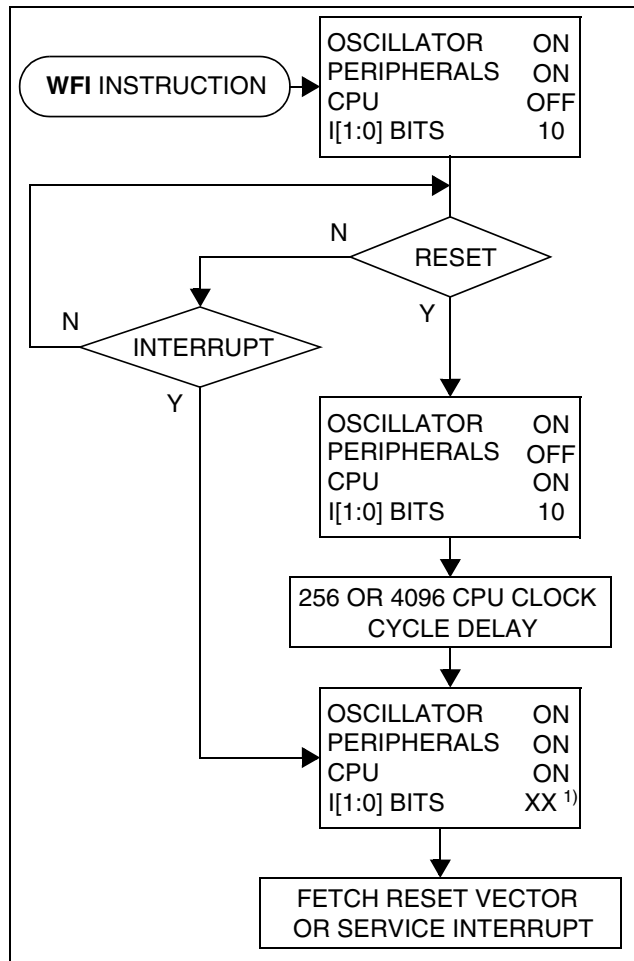 WFI INSTRUCTION
OSCILLATOR ON
PERIPHERALS ON
CPU OFF
I[1:0] BITS 10
N
RESET
Y
N
INTERRUPT
Y
OSCILLATOR ON
PERIPHERALS OFF
CPU ON
I[1:0] BITS 10
256 OR 4096 CPU CLOCK
CYCLE DELAY
OSCILLATOR ON
PERIPHERALS ON
CPU ON
I[1:0] BITS XX 1)
FETCH RESET VECTOR
OR SERVICE INTERRUPT